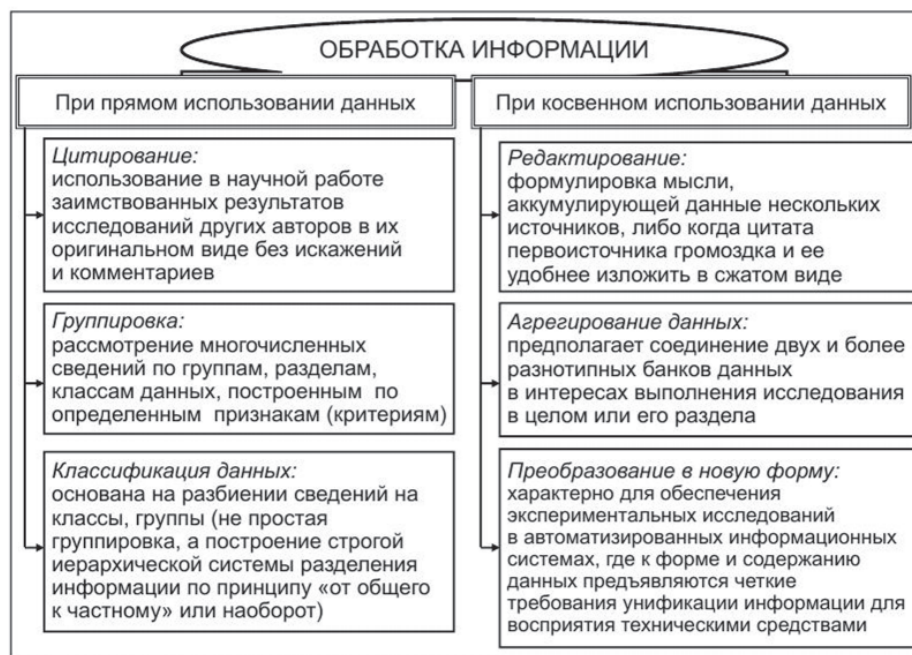 ОБРАБОТКА ИНФОРМАЦИИ
При прямом использовании данных
Цитирование:
использование в научной работе
заимствованных результатов
исследований других авторов в их
оригинальном виде без искажений
и комментариев
Группировка:
рассмотрение многочисленных
сведений по группам, разделам,
классам данных, построенным по
определенным признакам (критериям)
Классификация данных:
основана на разбиении сведений на
классы, группы (не простая
группировка, а построение строгой
иерархической системы разделения
информации по принципу «от общего
к частному» или наоборот)
При косвенном использовании данных
Редактирование:
формулировка мысли,
аккумулирующей данные нескольких
источников, либо когда цитата
первоисточника громоздка и ее
удобнее изложить в сжатом виде
Агрегирование данных:
предполагает соединение двух и более
разнотипных банков данных
в интересах выполнения исследования
в целом или его раздела
Преобразование в новую форму:
характерно для обеспечения
экспериментальных исследований
в автоматизированных информационных
системах, где к форме и содержанию
данных предъявляются четкие
требования унификации информации для
восприятия техническими средствами